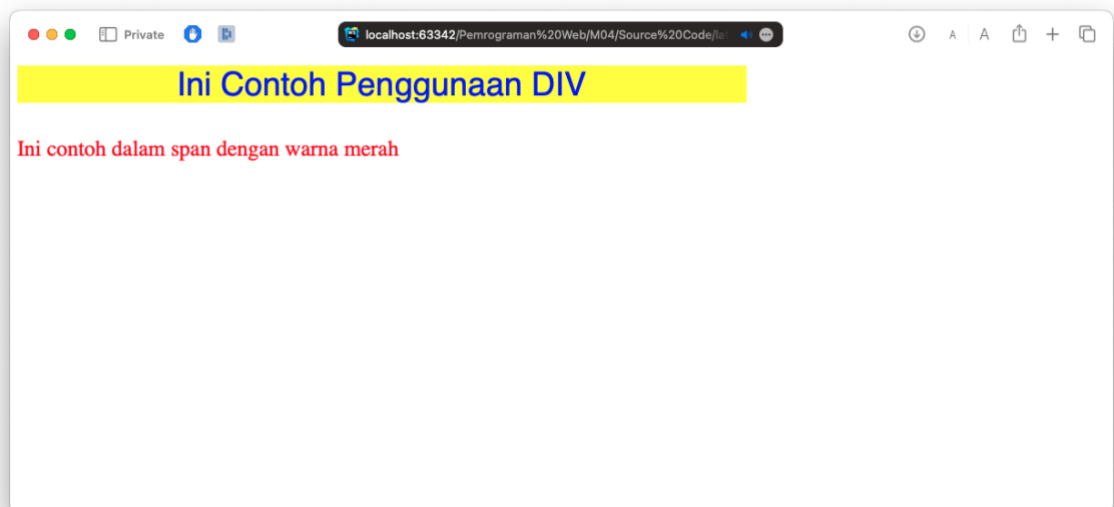 Private
localhost:63342/Pemrograman%20Web/M04/Source%20Code/la
A A
Ini Contoh Penggunaan DIV
Ini contoh dalam span dengan warna merah